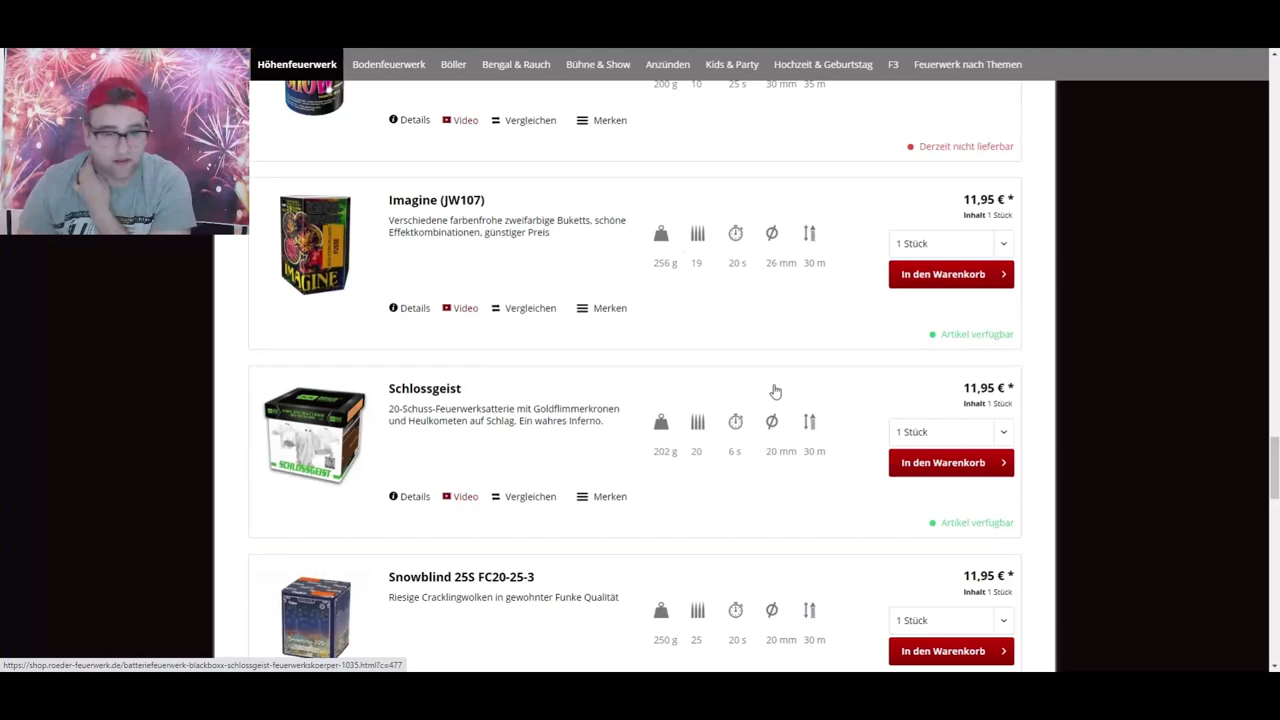 Höhenfeuerwerk Bodenfeuerwerk Böller Bengal & Rauch Bühne & Show Anzünden Kids & Party Hochzeit & Geburtstag F3 Feuerwerk nach Themen
SHOW
200 g 10 25 s 30 mm 35 m
Details Video Vergleichen Merken
Derzeit nicht lieferbar
Imagine (JW107)
Verschiedene farbenfrohe zweifarbige Buketts, schöne
Effektkombinationen, günstiger Preis
256 g 19 20 s 26 mm 30 m
11,95 € *
Inhalt 1 Stück
1 Stück
In den Warenkorb
IMAGINE
Details Video Vergleichen Merken
Artikel verfügbar
Schlossgeist
20-Schuss-Feuerwerksatterie mit Goldflimmerkronen
und Heulkometen auf Schlag. Ein wahres Inferno.
202 g 20 6 s 20 mm 30 m
11,95 € *
Inhalt 1 Stück
1 Stück
In den Warenkorb
SCHLOSSGEIST
Details Video Vergleichen Merken
Artikel verfügbar
Snowblind 25S FC20-25-3
Riesige Cracklingwolken in gewohnter Funke Qualität
250 g 25 20 s 20 mm 30 m
11,95 € *
Inhalt 1 Stück
1 Stück
In den Warenkorb
https://shop.roeder-feuerwerk.de/batteriefeuerwerk-blackboxx-schlossgeist-feuerwerkskoerper-1035.html?c=477